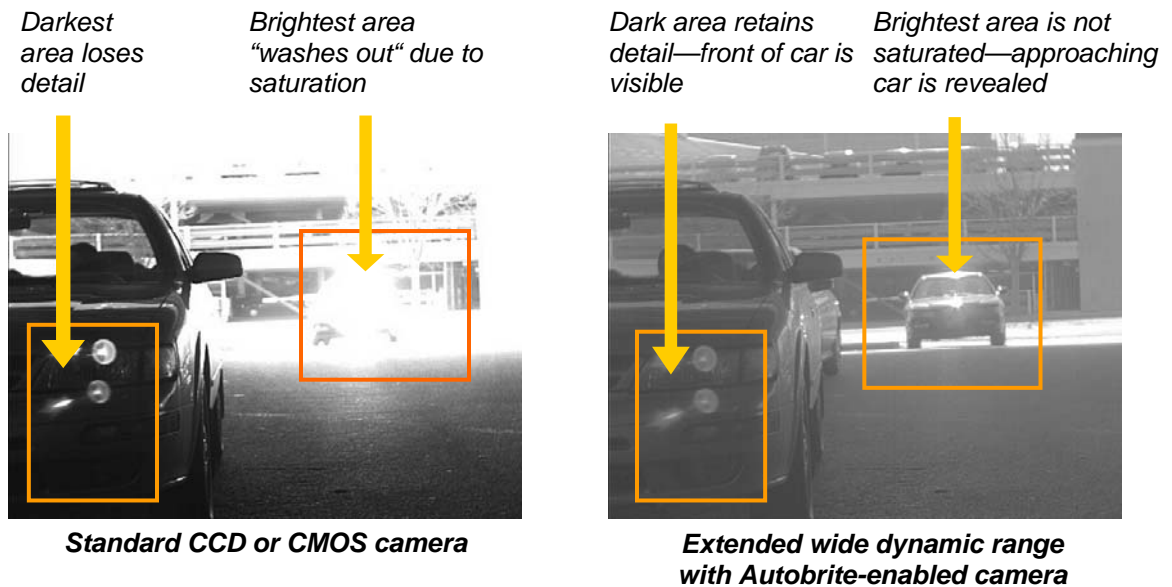 Darkest
area loses
detail
Brightest area
“washes out“ due to
saturation
Dark area retains
detail—front of car is
visible
Brightest area is not
saturated—approaching
car is revealed
Standard CCD or CMOS camera
Extended wide dynamic range
with Autobrite-enabled camera